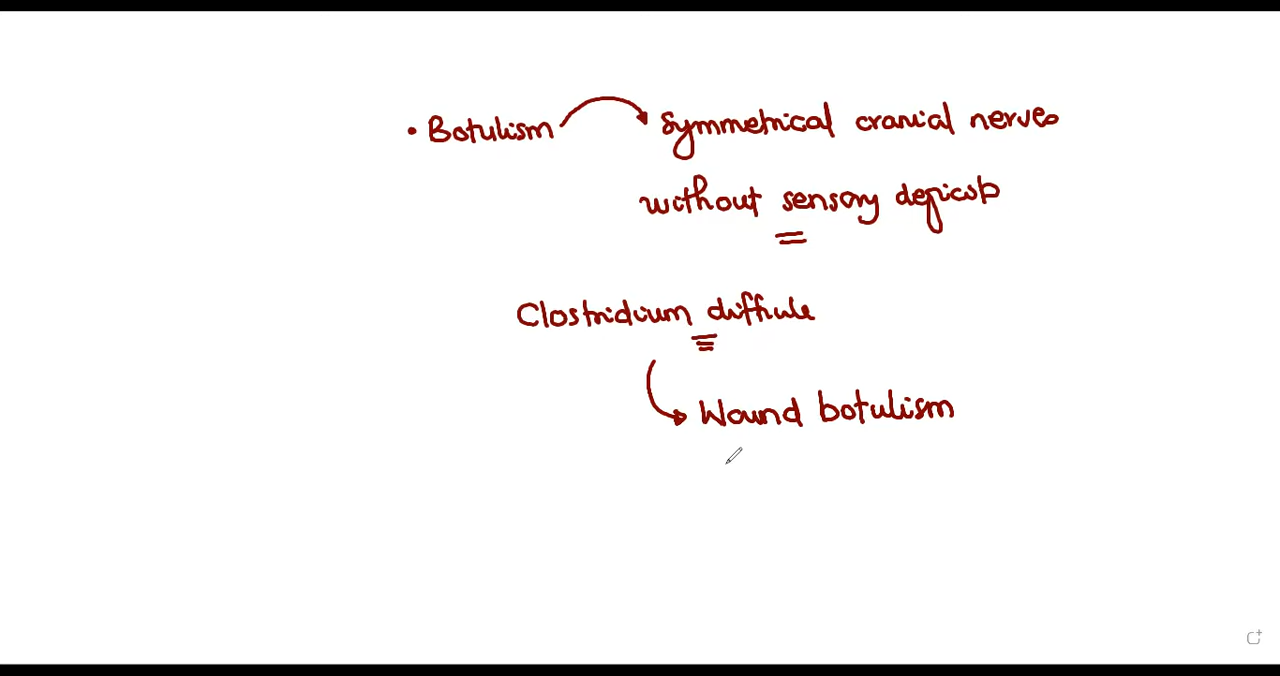 • Botulism symmetrical cranial nerves
without sensory deficits
Clostridium difficile
Wound botulism